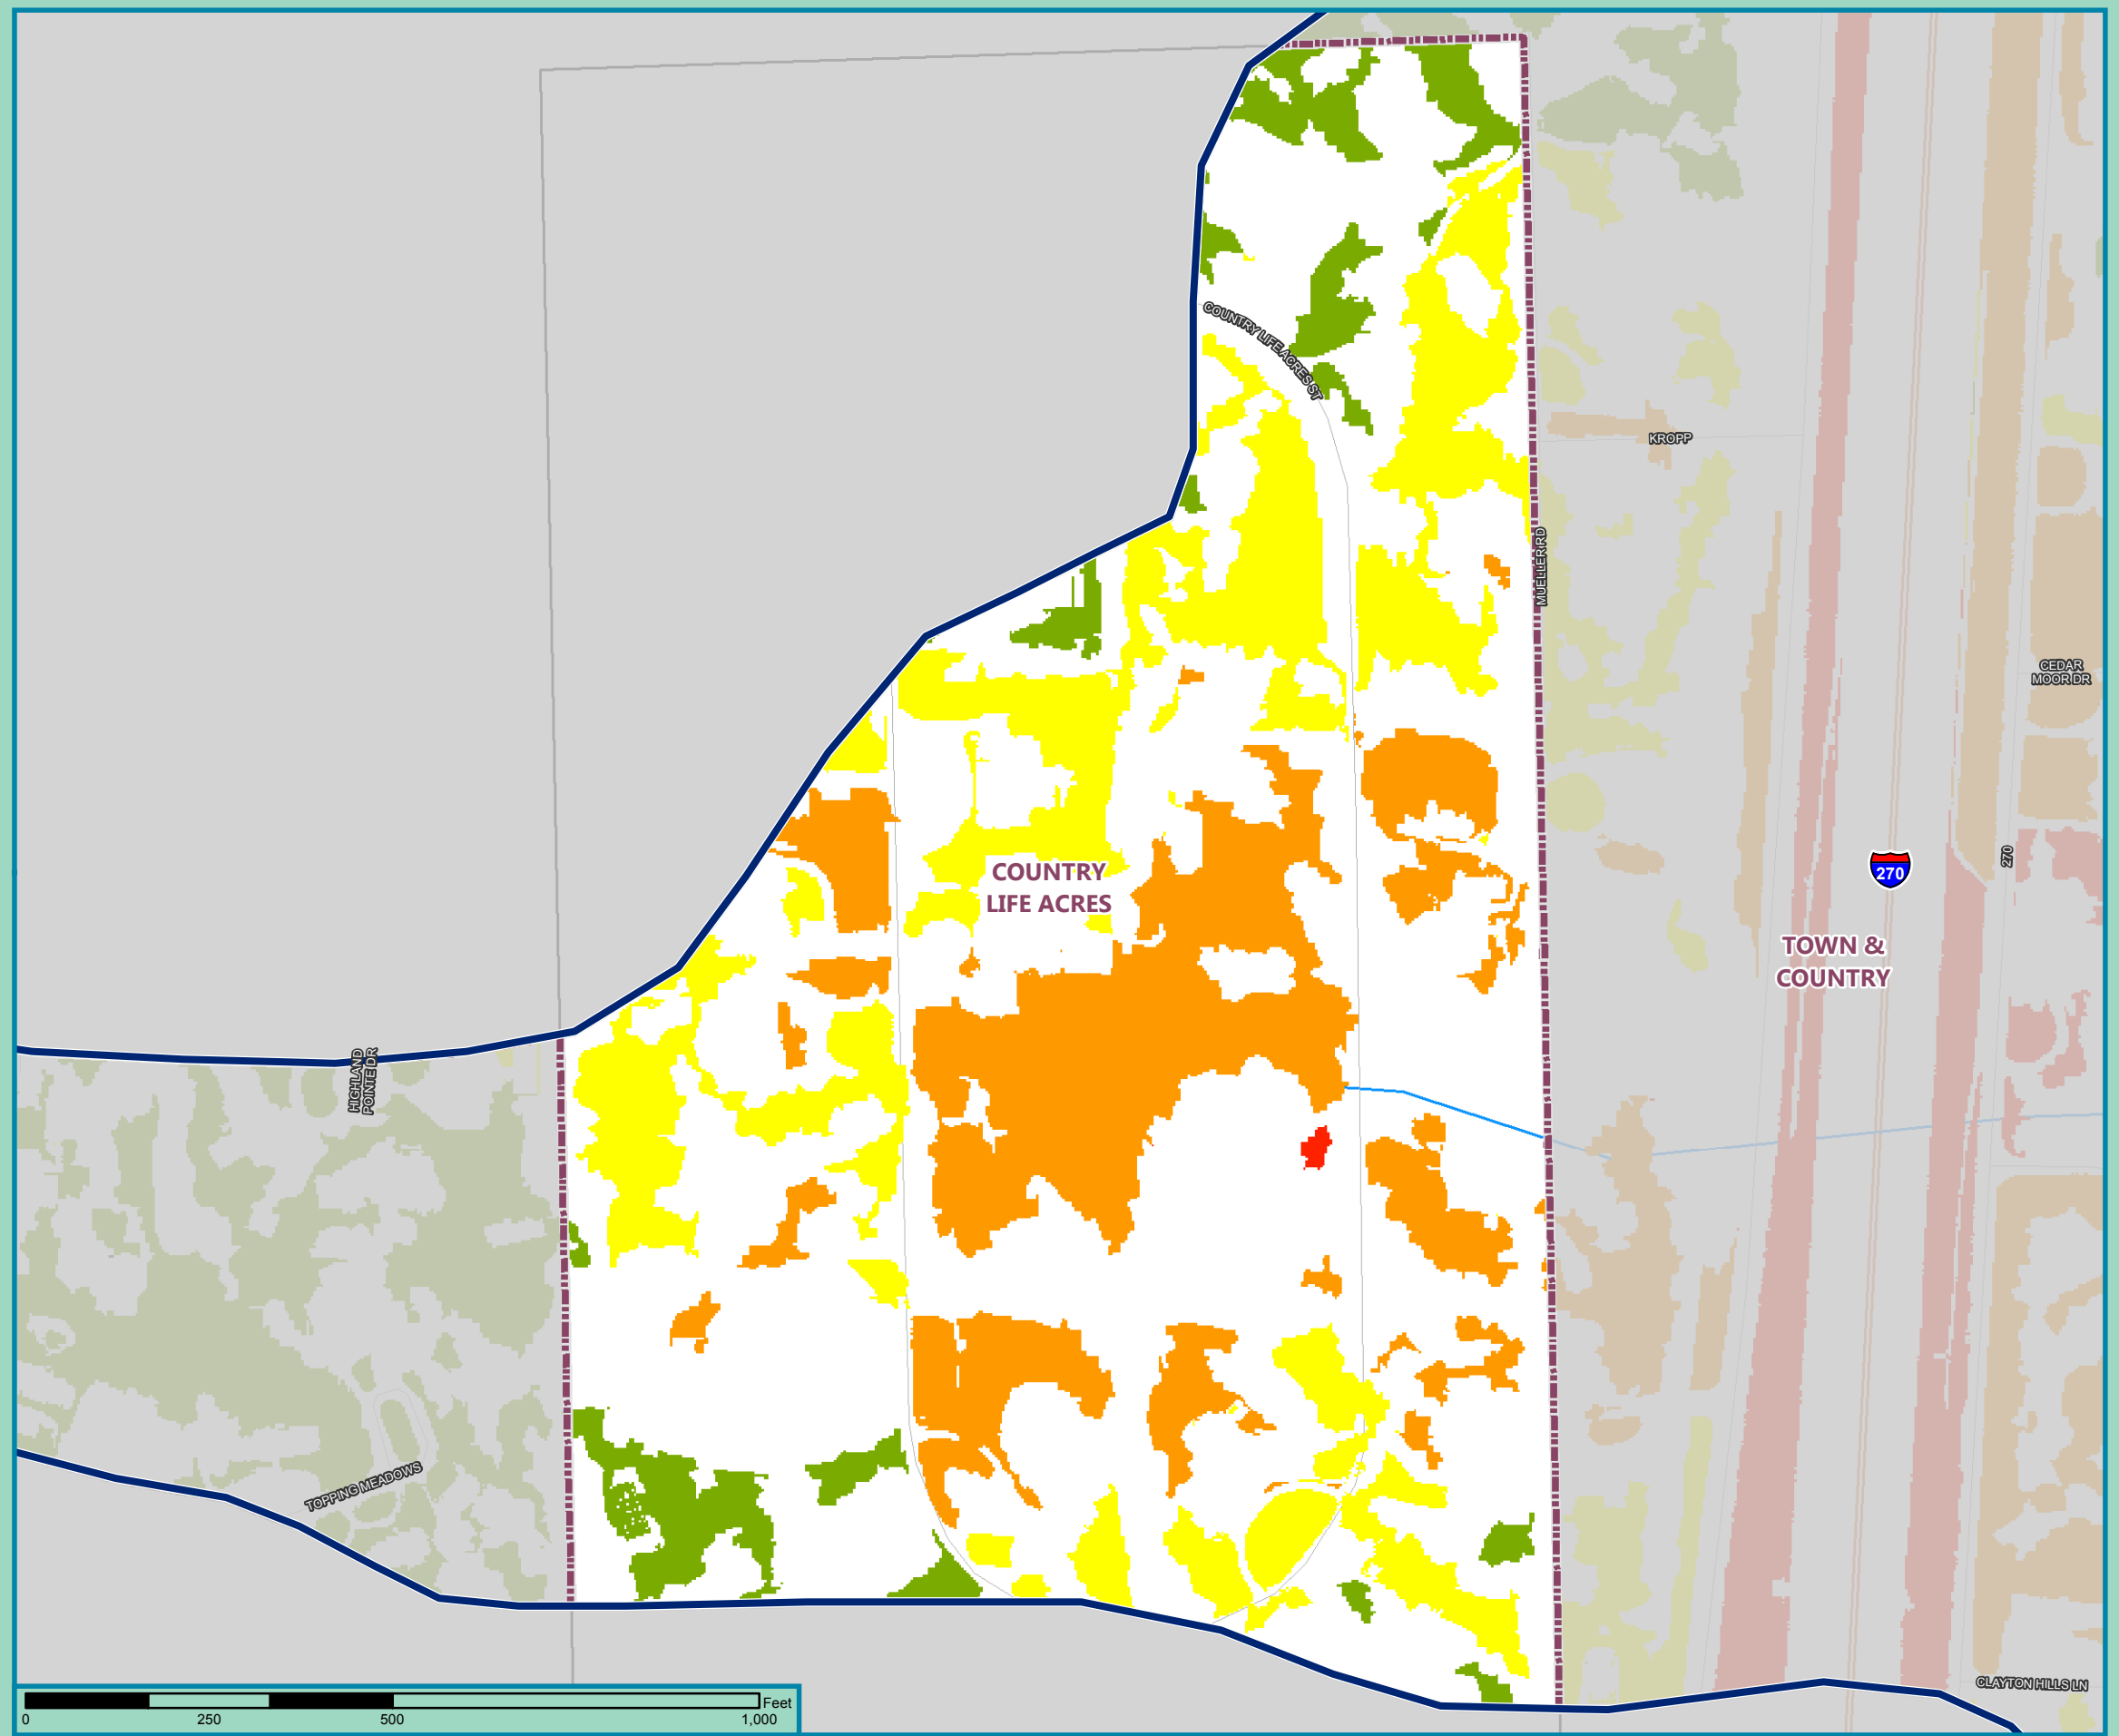 COUNTRY LIFE ACRES ST
KROPP
MUELLER RD
CEDAR
MOOR DR
270
270
COUNTRY
LIFE ACRES
TOWN &
COUNTRY
HIGHLAND
POINTE DR
TOPPING MEADOWS
CLAYTON HILLS LN
Feet
0 250 500 1,000